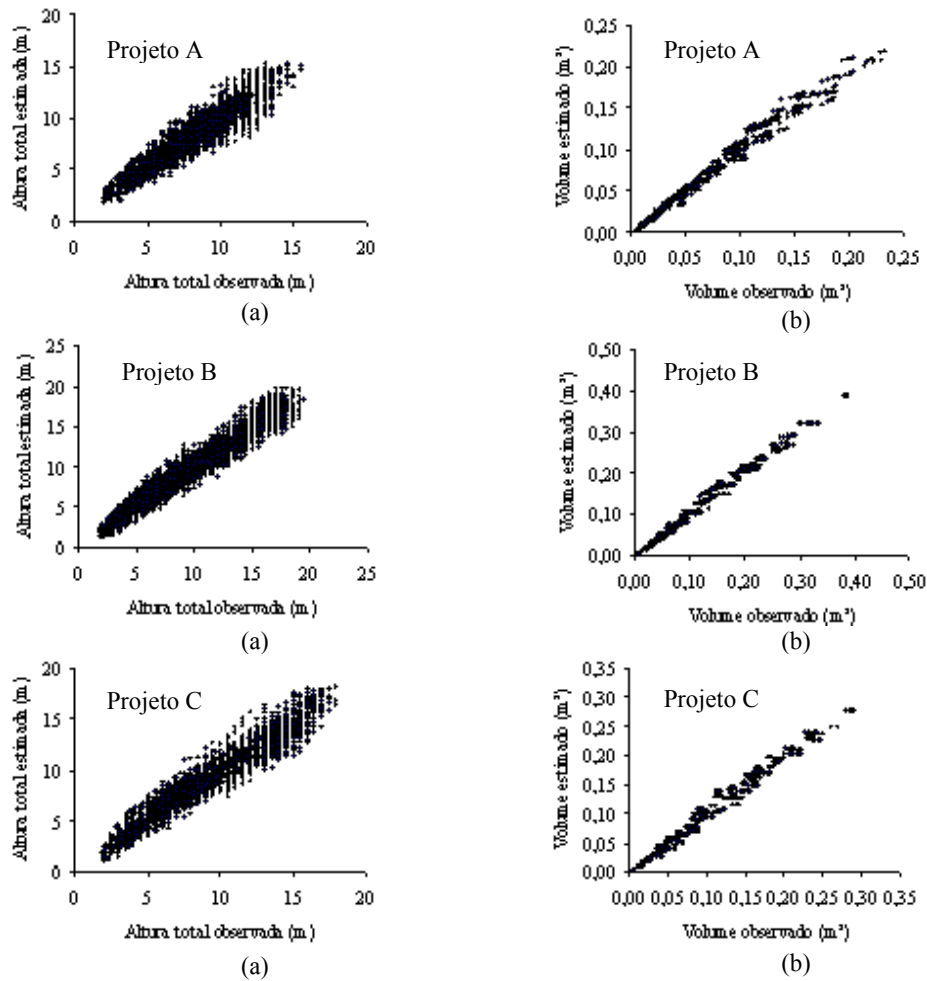 Projeto A
Altura total estimada (m)
20
15
10
5
0
0 5 10 15 20
Altura total observada (m)
(a)
Projeto A
Volume estimado (m³)
0,25
0,20
0,15
0,10
0,05
0,00
0,00 0,05 0,10 0,15 0,20 0,25
Volume observado (m³)
(b)
Projeto B
Altura total estimada (m)
25
20
15
10
5
0
0 5 10 15 20 25
Altura total observada (m)
(a)
Projeto B
Volume estimado (m³)
0,50
0,40
0,30
0,20
0,10
0,00
0,00 0,10 0,20 0,30 0,40 0,50
Volume observado (m³)
(b)
Projeto C
Altura total estimada (m)
20
15
10
5
0
0 5 10 15 20
Altura total observada (m)
(a)
Projeto C
Volume estimado (m³)
0,35
0,30
0,25
0,20
0,15
0,10
0,05
0,00
0,00 0,05 0,10 0,15 0,20 0,25 0,30 0,35
Volume observado (m³)
(b)